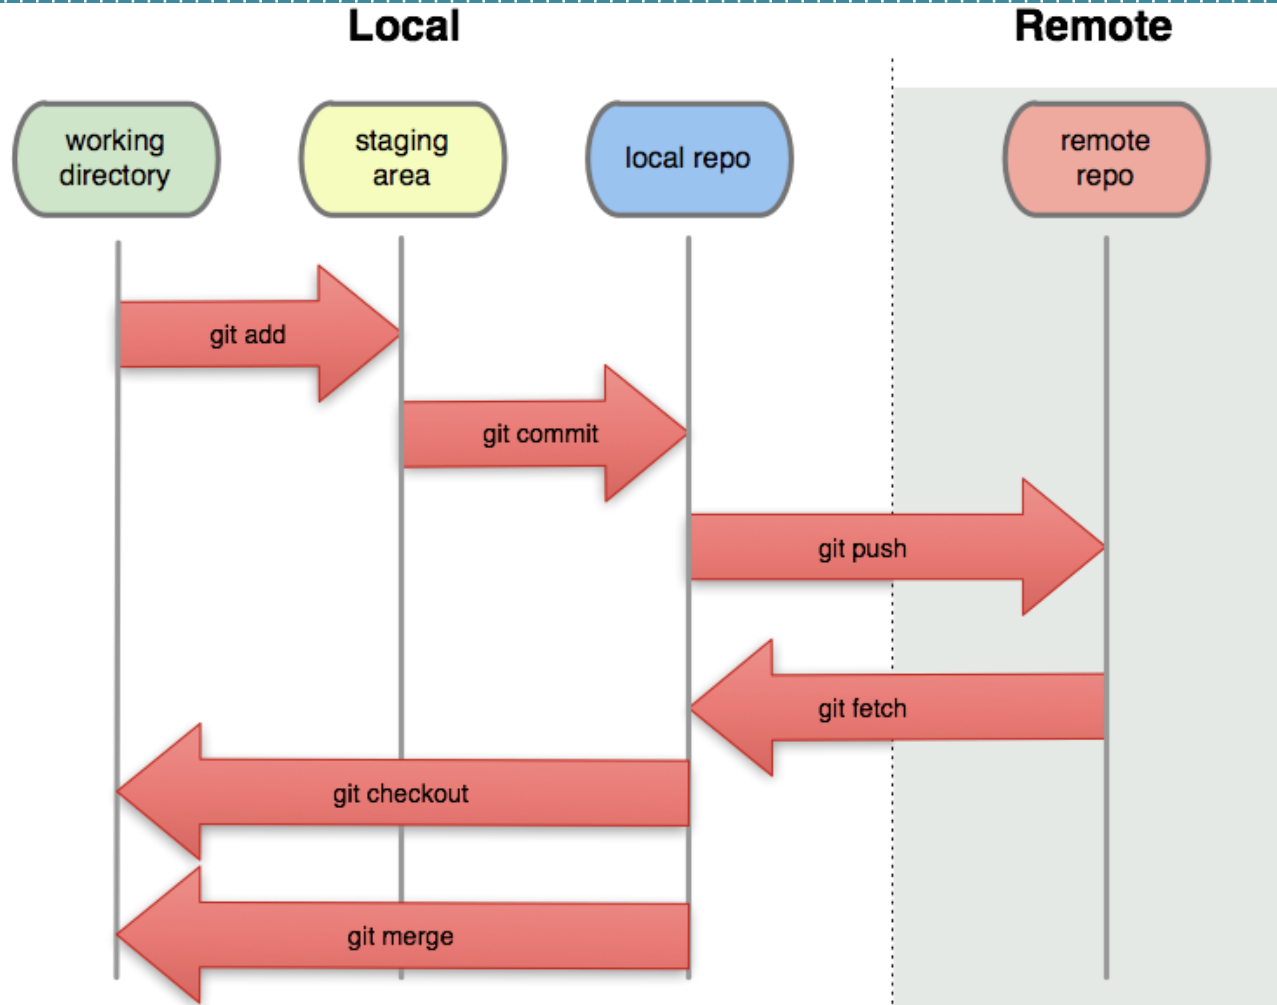 Local
Remote
working
directory
staging
area
local repo
remote
repo
git add
git commit
git push
git fetch
git checkout
git merge